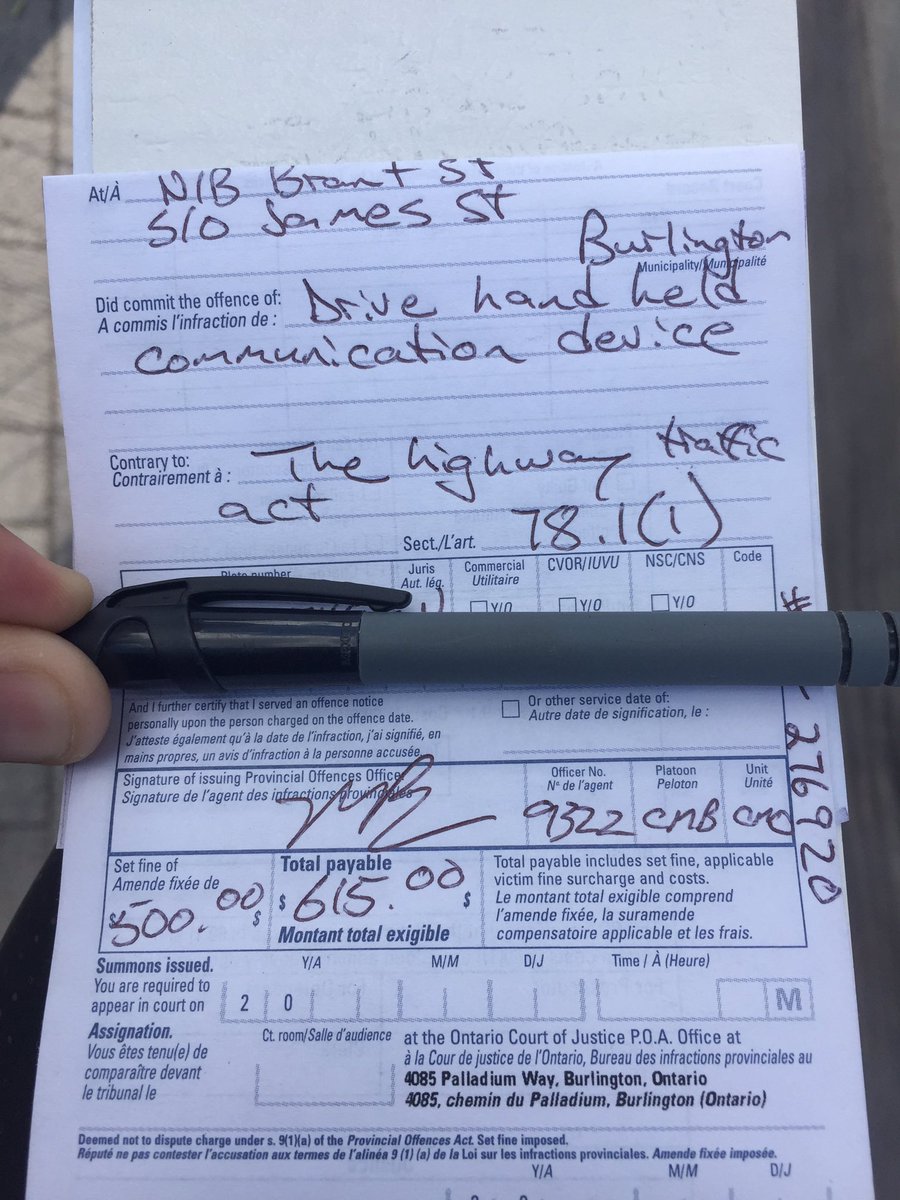 At/À N/B Brant St
S/O James St
Burlington
Municipality/Municipalité
Did commit the offence of: Drive hand held
A commis l'infraction de :
communication device
Contrary to: The highway traffic
Contrairement à :
act
Sect./L'art. 78.1(1)
Plate number Juris Commercial CVOR/IUVU NSC/CNS Code
Aut. lég. Utilitaire
Y/O Y/O Y/O
#
276920
And I further certify that I served an offence notice
personally upon the person charged on the offence date.
J'atteste également qu'à la date de l'infraction, j'ai signifié, en
mains propres, un avis d'infraction à la personne accusée.
Or other service date of:
Autre date de signification, le :
Signature of issuing Provincial Offences Officer
Signature de l'agent des infractions provinciales
Officer No. Platoon Unit
N° de l'agent Peloton Unité
9322 CMB
Set fine of
Amende fixée de
$ 500.00 $
Total payable
$ 615.00 $
Montant total exigible
Total payable includes set fine, applicable
victim fine surcharge and costs.
Le montant total exigible comprend
l'amende fixée, la suramende
compensatoire applicable et les frais.
Summons issued. Y/A M/M D/J Time / À (Heure)
You are required to
appear in court on 2 0 M
Assignation.
Vous êtes tenu(e) de
comparaître devant
le tribunal le
Ct. room/Salle d'audience
at the Ontario Court of Justice P.O.A. Office at
à la Cour de justice de l'Ontario, Bureau des infractions provinciales au
4085 Palladium Way, Burlington, Ontario
4085, chemin du Palladium, Burlington (Ontario)
Deemed not to dispute charge under s. 9(1)(a) of the Provincial Offences Act. Set fine imposed.
Réputé ne pas contester l'accusation aux termes de l'alinéa 9 (1) (a) de la Loi sur les infractions provinciales. Amende fixée imposée.
Y/A M/M D/J